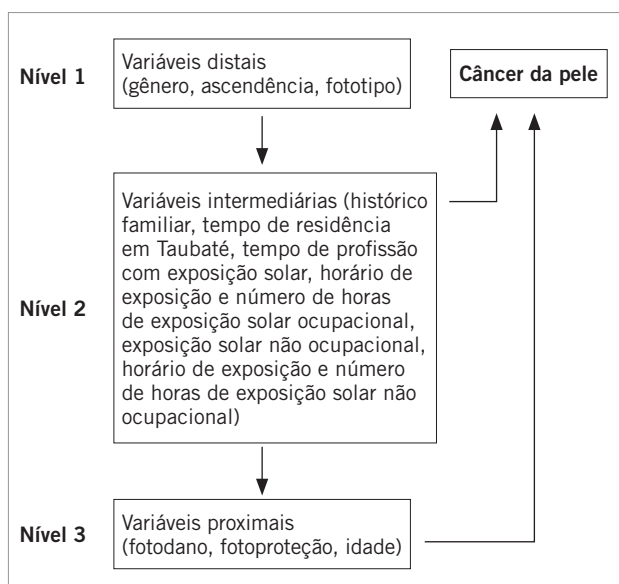 Nível 1
Variáveis distais
(gênero, ascendência, fototipo)
Câncer da pele
Nível 2
Variáveis intermediárias (histórico
familiar, tempo de residência
em Taubaté, tempo de profissão
com exposição solar, horário de
exposição e número de horas
de exposição solar ocupacional,
exposição solar não ocupacional,
horário de exposição e número
de horas de exposição solar não
ocupacional)
Nível 3
Variáveis proximais
(fotodano, fotoproteção, idade)